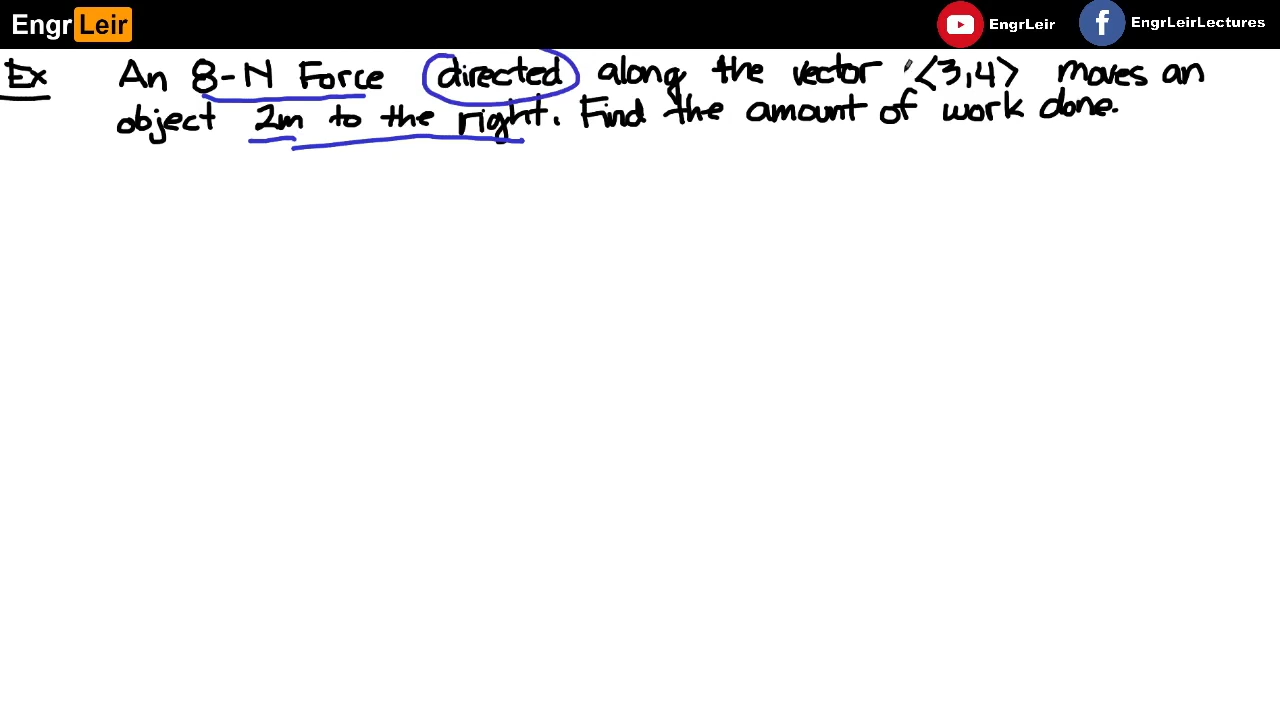 EngrLeir
EngrLeir
EngrLeirLectures
Ex An 8-N Force directed along the vector <3,4> moves an
object 2m to the right. Find the amount of work done.